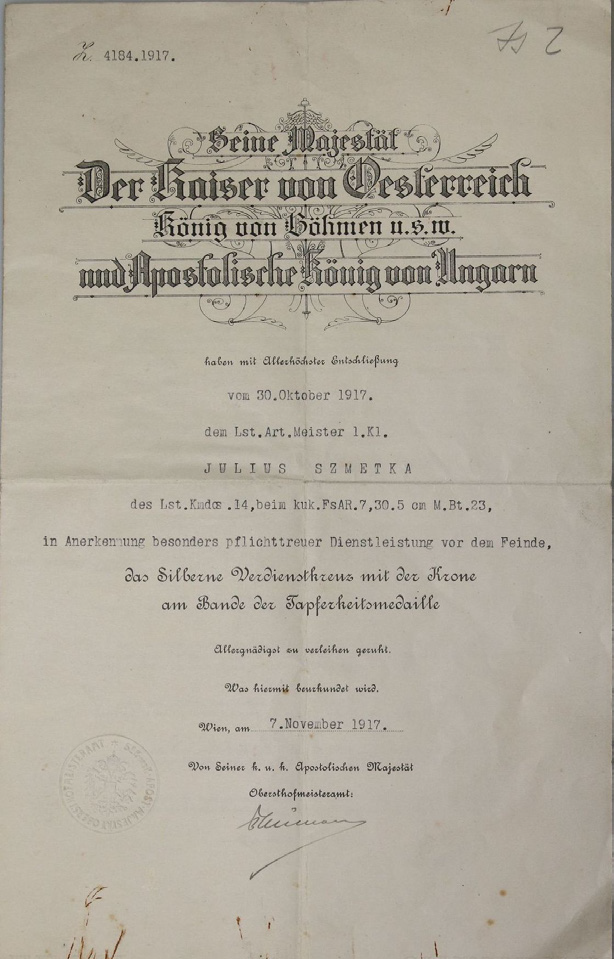 Z. 4184.1917.
Seine Majestät
Der Kaiser von Oesterreich
König von Böhmen u.s.w.
und Apostolische König von Ungarn
haben mit Allerhöchster Entschließung
vom 30.Oktober 1917.
dem Lst.Art.Meister 1.Kl.
JULIUS SZMETKA
des Lst.Kmdos.14,beim kuk.FsAR.7,30.5 cm M.Bt.23,
in Anerkennung besonders pflichttreuer Dienstleistung vor dem Feinde,
das Silberne Verdienstkreuz mit der Krone
am Bande der Tapferkeitsmedaille
Allergnädigst zu verleihen geruht.
Was hiermit beurkundet wird.
Wien, am 7.November 1917.
Von Seiner k. u. k. Apostolischen Majestät
Obersthofmeisteramt: